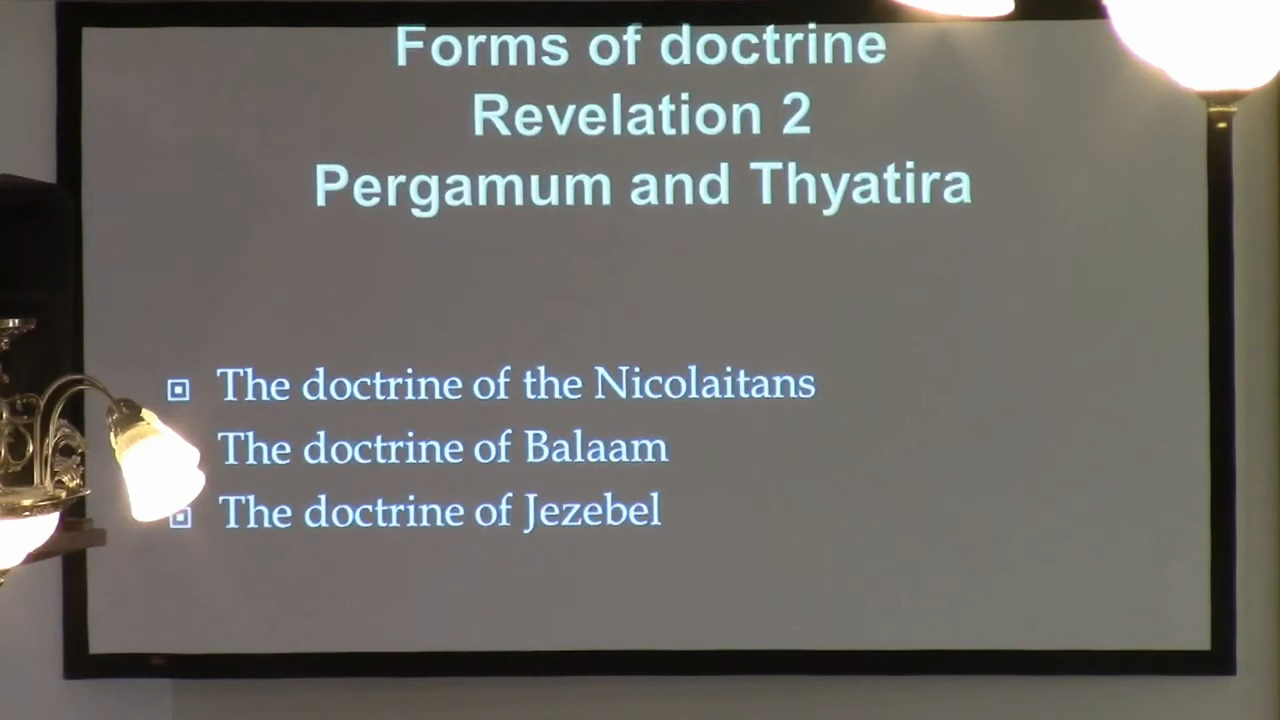 Forms of doctrine
Revelation 2
Pergamum and Thyatira
The doctrine of the Nicolaitans
The doctrine of Balaam
The doctrine of Jezebel